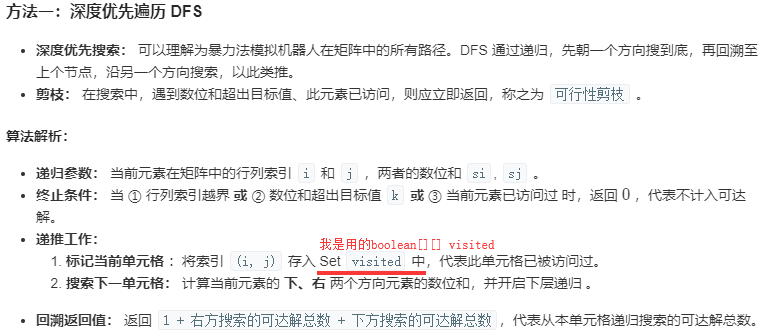 方法一：深度优先遍历 DFS
• 深度优先搜索： 可以理解为暴力法模拟机器人在矩阵中的所有路径。DFS 通过递归，先朝一个方向搜到底，再回溯至
上个节点，沿另一个方向搜索，以此类推。
• 剪枝： 在搜索中，遇到数位和超出目标值、此元素已访问，则应立即返回，称之为 可行性剪枝 。
算法解析：
• 递归参数： 当前元素在矩阵中的行列索引 i 和 j ，两者的数位和 si, sj 。
• 终止条件： 当 ① 行列索引越界 或 ② 数位和超出目标值 k 或 ③ 当前元素已访问过 时，返回 0 ，代表不计入可达
解。
• 递推工作：
我是用的boolean[][] visited
1. 标记当前单元格 ：将索引 (i, j) 存入 Set visited 中，代表此单元格已被访问过。
2. 搜索下一单元格： 计算当前元素的 下、右 两个方向元素的数位和，并开启下层递归 。
• 回溯返回值： 返回 1 + 右方搜索的可达解总数 + 下方搜索的可达解总数 ，代表从本单元格递归搜索的可达解总数。